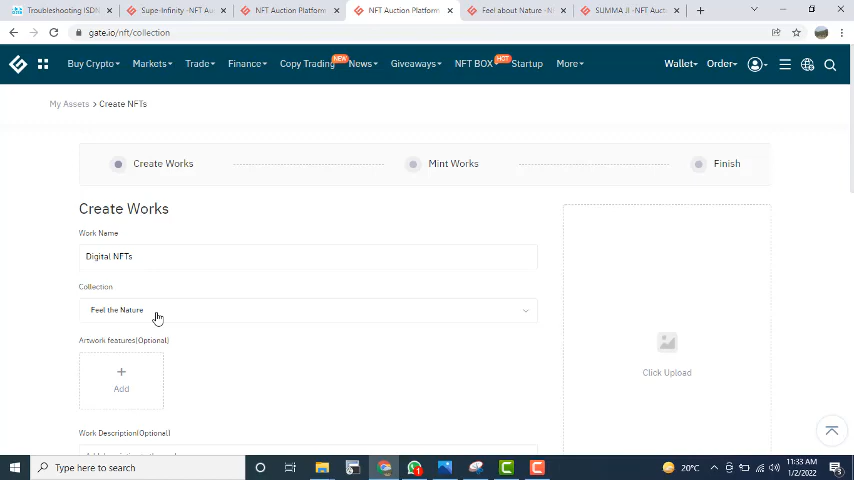 Troubleshooting ISDN
Supe-Infinity -NFT Au
NFT Auction Platform
NFT Auction Platform
Feel about Nature -NF
SUMMA JI -NFT Aucti
gate.io/nft/collection
Buy Crypto Markets Trade Finance Copy Trading NEW News Giveaways NFT BOX HOT Startup More Wallet Order
My Assets > Create NFTs
Create Works Mint Works Finish
Create Works
Work Name
Digital NFTs
Collection
Feel the Nature
Artwork features(Optional)
+
Add
Click Upload
Work Description(Optional)
Type here to search
20°C
11:33 AM
1/2/2022